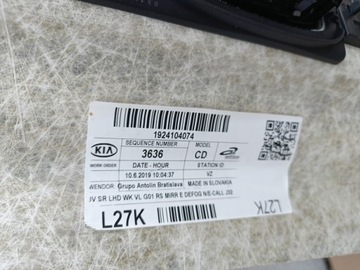 1924104074
KIA
SEQUENCE NUMBER
MODEL
3636
CD
WORK ORDER
DATE - HOUR
STATION ID
10.6.2019 10:04:37
VZ
VENDOR: Grupo Antolin Bratislava
MADE IN SLOVAKIA
JV SR LHD WK VL G01 RS MIRR E DEFOG N/E-CALL
L27K
L27K